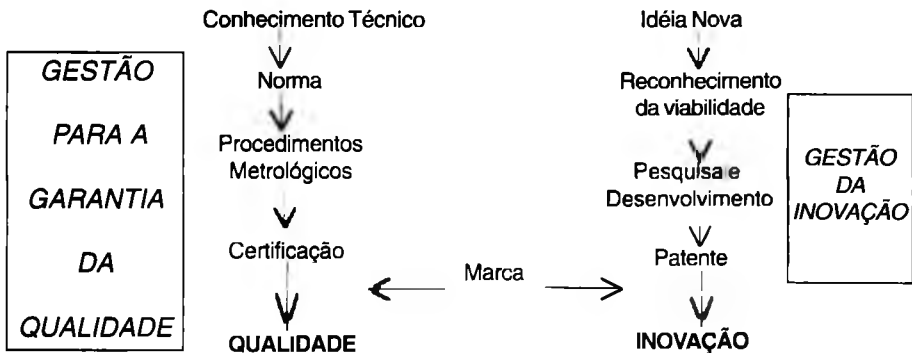 GESTÃO
PARA A
GARANTIA
DA
QUALIDADE
Conhecimento Técnico
Norma
Procedimentos
Metrológicos
Certificação
QUALIDADE
Marca
Idéia Nova
Reconhecimento
da viabilidade
Pesquisa e
Desenvolvimento
Patente
INOVAÇÃO
GESTÃO
DA
INOVAÇÃO